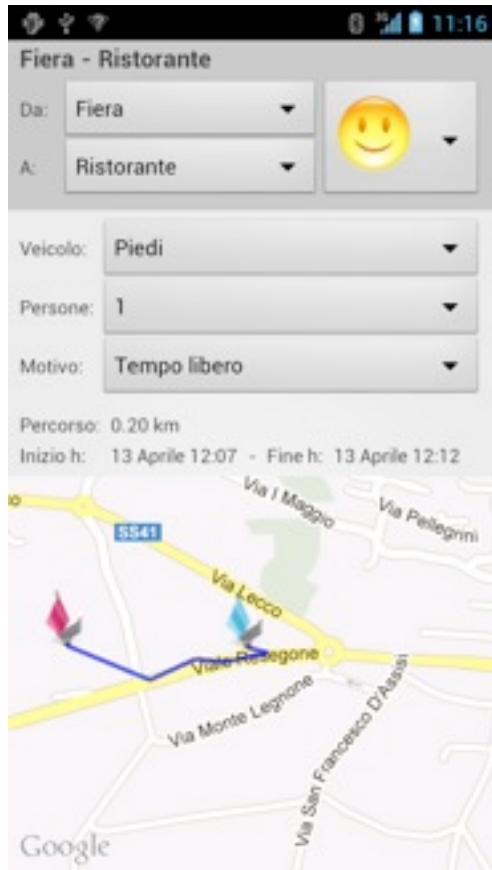 3G 11:16
Fiera - Ristorante
Da: Fiera
A: Ristorante
Veicolo: Piedi
Persone: 1
Motivo: Tempo libero
Percorso: 0.20 km
Inizio h: 13 Aprile 12:07 - Fine h: 13 Aprile 12:12
Via I Maggio
Via Pellegrini
SS41
Via Lecco
Viale Resegone
Via Monte Legnone
Via San Francesco D'Assisi
Google